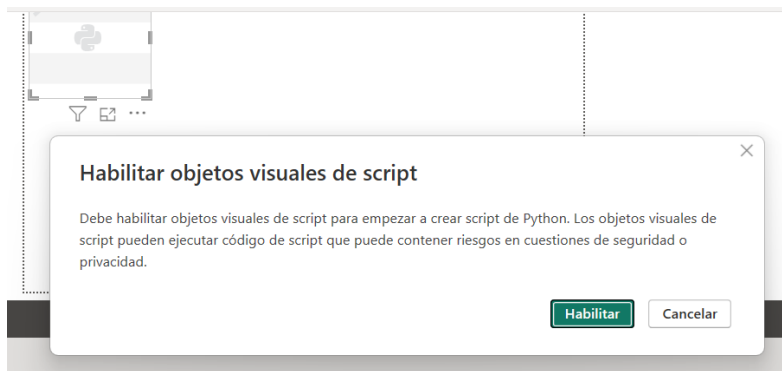 Habilitar objetos visuales de script
Debe habilitar objetos visuales de script para empezar a crear script de Python. Los objetos visuales de
script pueden ejecutar código de script que puede contener riesgos en cuestiones de seguridad o
privacidad.
Habilitar
Cancelar